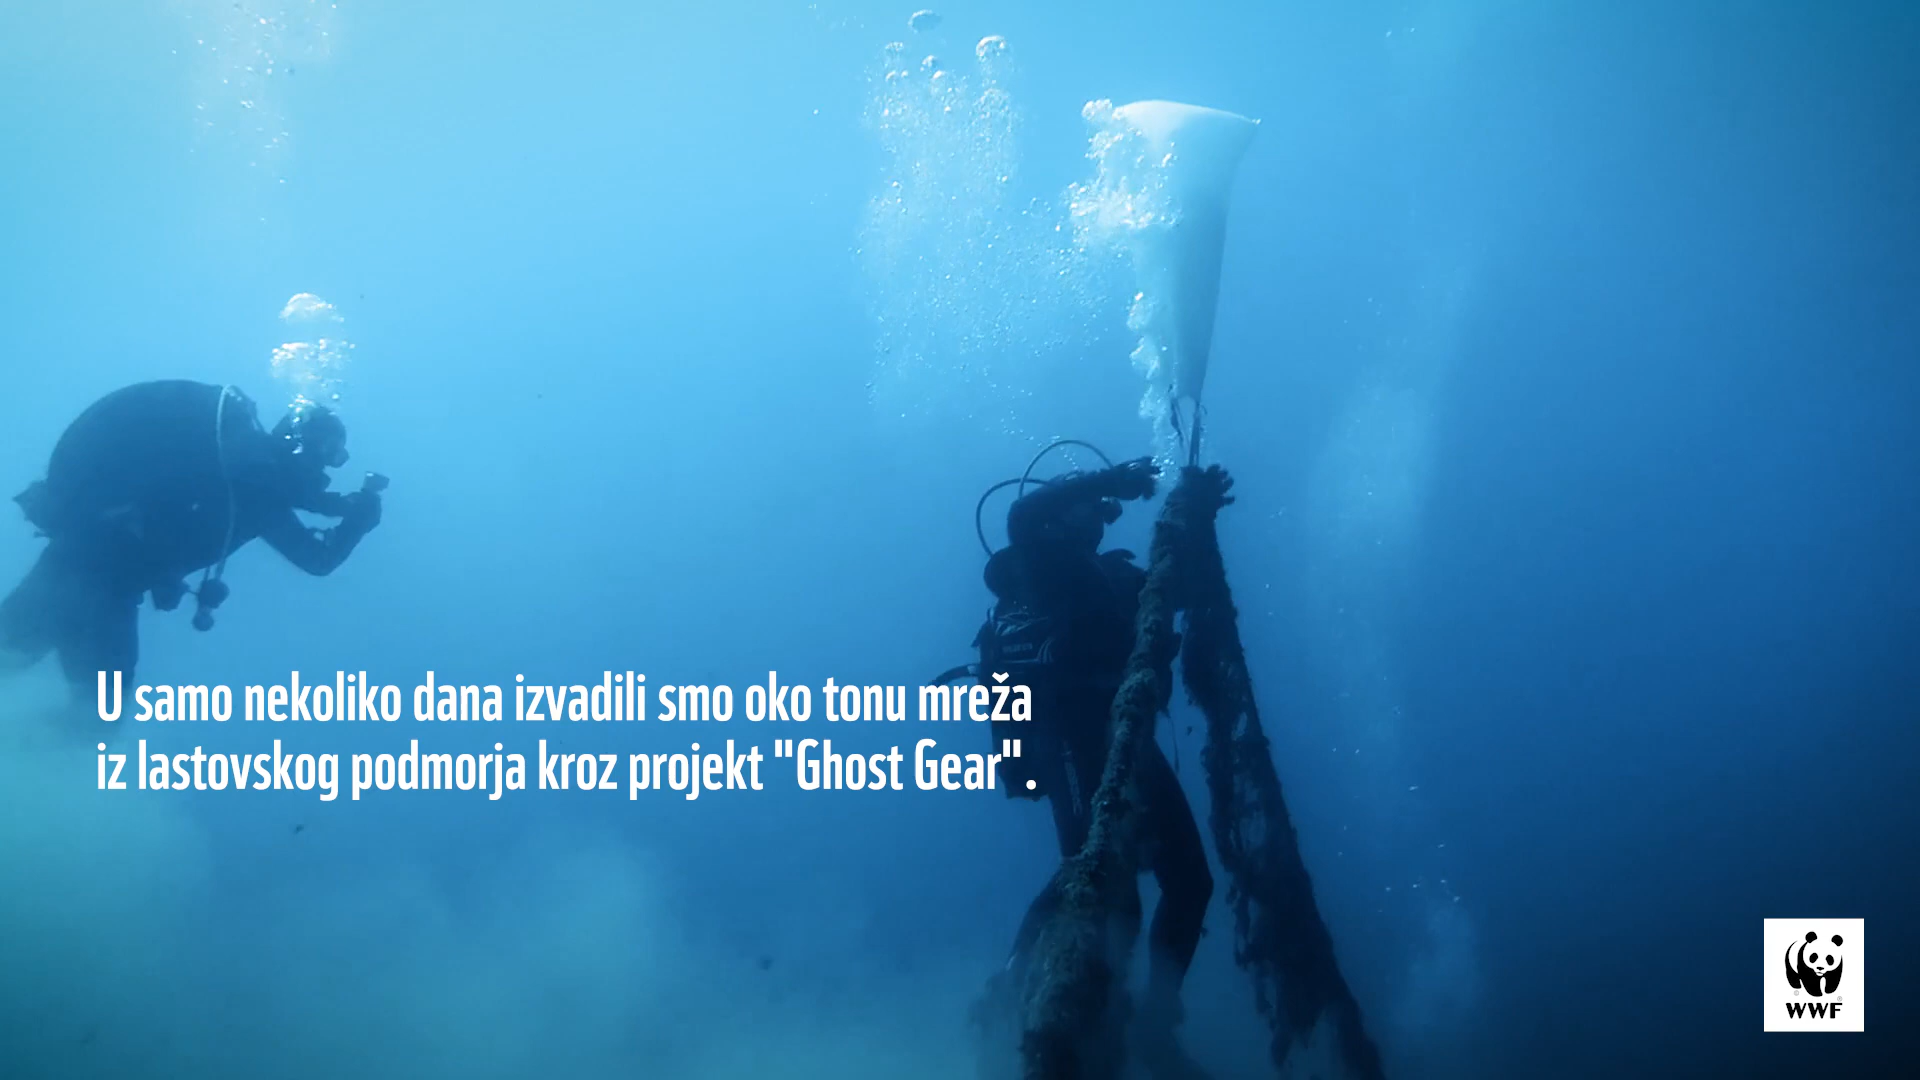 U samo nekoliko dana izvadili smo oko tonu mreža
iz lastovskog podmorja kroz projekt "Ghost Gear".
WWF